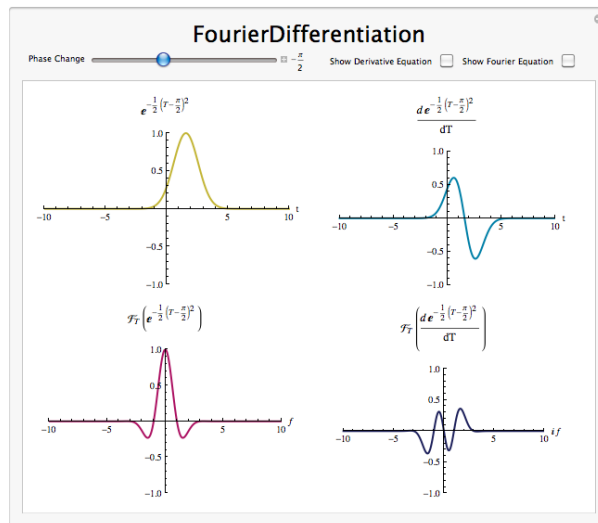 FourierDifferentiation
Phase Change -π/2 Show Derivative Equation Show Fourier Equation
e^{-1/2 (T-π/2)^2}
1.0
0.5
-10 -5 0 5 10 t
-0.5
-1.0
d e^{-1/2 (T-π/2)^2}
dT
1.0
0.5
-10 -5 0 5 10 t
-0.5
-1.0
ℱ_T(e^{-1/2 (T-π/2)^2})
1.0
0.5
-10 -5 0 5 10 f
-0.5
-1.0
ℱ_T(d e^{-1/2 (T-π/2)^2} / dT)
1.0
0.5
-10 -5 0 5 10 i f
-0.5
-1.0